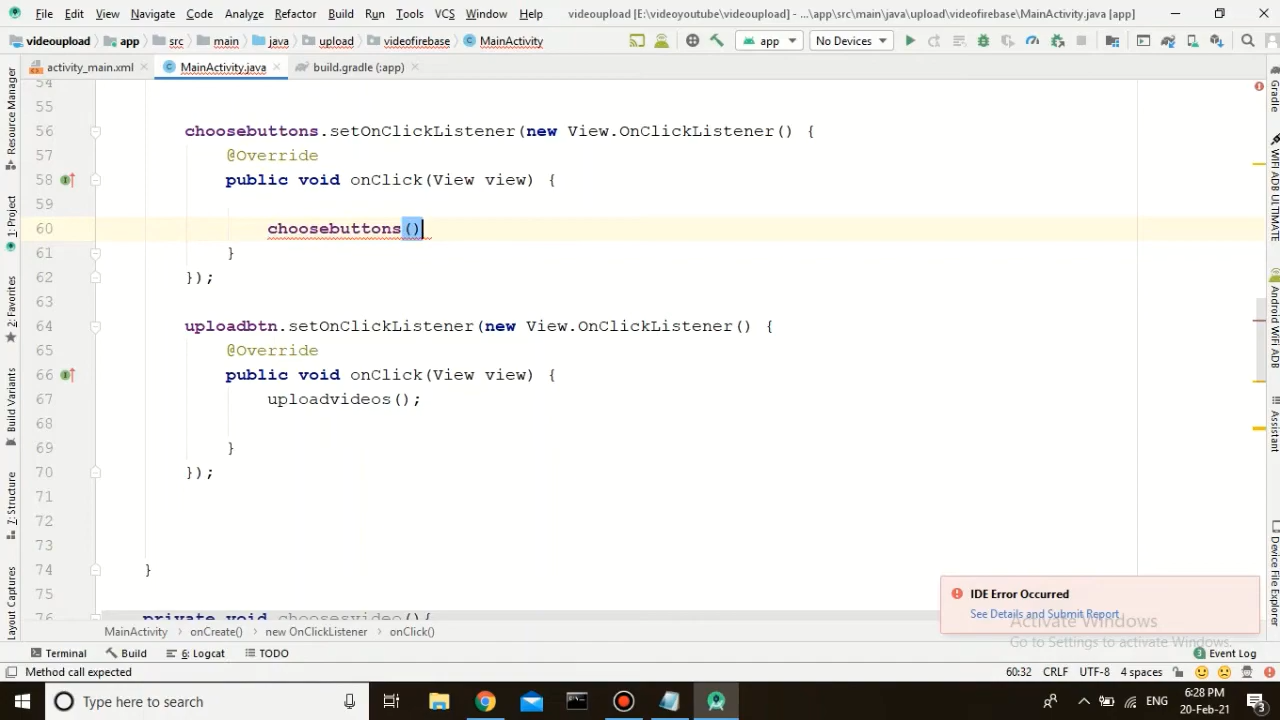 File Edit View Navigate Code Analyze Refactor Build Run Tools VCS Window Help videoupload [E:\videoyoutube\videoupload] - ...\app\src\main\java\upload\videofirebase\MainActivity.java [app]
videoupload app src main java upload videofirebase MainActivity app No Devices
activity_main.xml MainActivity.java build.gradle (:app)
54
55
56 choosebuttons.setOnClickListener(new View.OnClickListener() {
57 @Override
58 public void onClick(View view) {
59
60 choosebuttons()
61 }
62 });
63
64 uploadbtn.setOnClickListener(new View.OnClickListener() {
65 @Override
66 public void onClick(View view) {
67 uploadvideos();
68
69 }
70 });
71
72
73
74 }
75
76 private void choosevideo(){
Resource Manager
1: Project
2: Favorites
Build Variants
7: Structure
Layout Captures
Gradle
WiFi ADB ULTIMATE
Android WiFi ADB
Assistant
Device File Explorer
IDE Error Occurred
See Details and Submit Report
Activate Windows
Go to Settings to activate Windows.
MainActivity onCreate() new OnClickListener onClick()
Terminal Build 6: Logcat TODO 3 Event Log
Method call expected 60:32 CRLF UTF-8 4 spaces
Type here to search ENG 6:28 PM 20-Feb-21 3